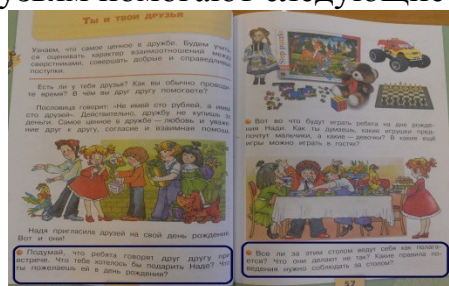 узьям помогают следующие
Ты и твои друзья
Узнаем, что самое ценное в дружбе. Будем учить-
ся оценивать характер взаимоотношений между
сверстниками, совершать добрые и справедливые
поступки.
Есть ли у тебя друзья? Как вы обычно проводи-
те время? В чём вы друг другу помогаете?
Пословица говорит: «Не имей сто рублей, а имей
сто друзей». Действительно, дружбу не купишь за
деньги. Самое ценное в дружбе — любовь и уваже-
ние друг к другу, согласие и взаимная помощь.
Надя пригласила друзей на свой день рождения.
Вот и они!
Подумай, что ребята говорят друг другу при
встрече. Что тебе хотелось бы подарить Наде? Что
ты пожелаешь ей в день рождения?
Вот во что будут играть ребята на дне рожде-
ния Нади. Как ты думаешь, какие игрушки пред-
почтут мальчики, а какие — девочки? В какие ещё
игры можно играть в гостях?
Все ли за этим столом ведут себя как полага-
ется? Что они делают не так? Какие правила по-
ведения нужно соблюдать за столом?
57